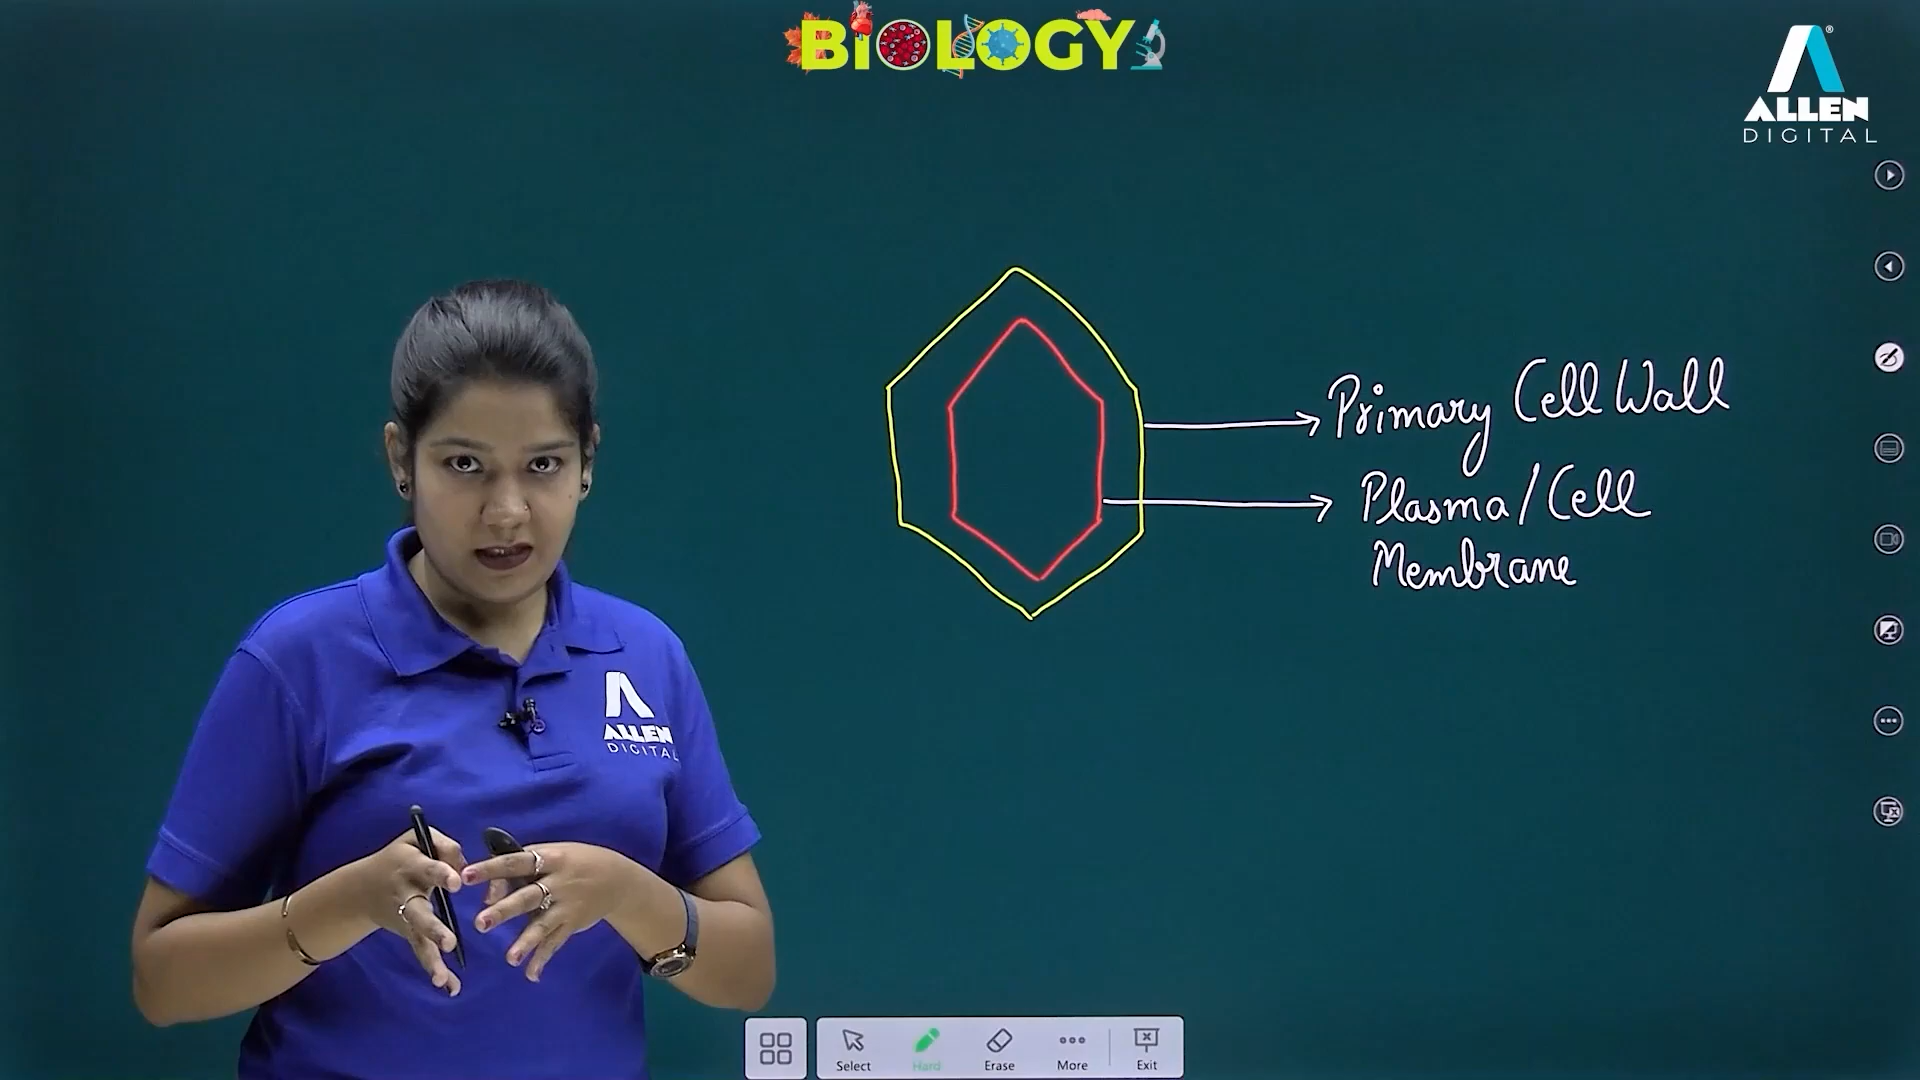 BIOLOGY
ALLEN
DIGITAL
Primary Cell Wall
Plasma/Cell
Membrane
ALLEN
DIGITAL
Select
Hard
Erase
More
Exit